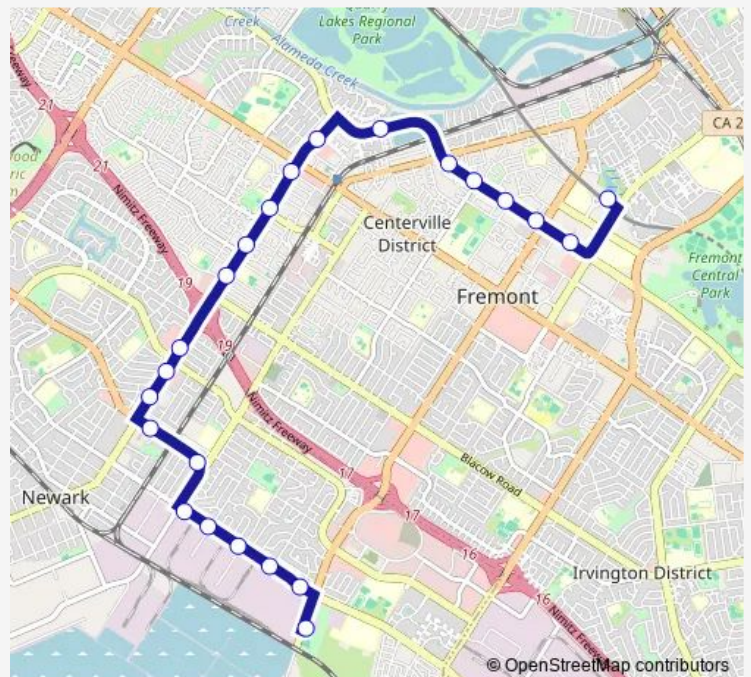 Creek
Lakes Regional
Park
Alameda Creek
Freeway
21
CA 2
21
Nimitz Freeway
Centerville
District
Fremont
Central
Park
19
Fremont
19
Nimitz Freeway
17
Blacow Road
Newark
17
16
Irvington District
16
Nimitz Freeway
© OpenStreetMap contributors